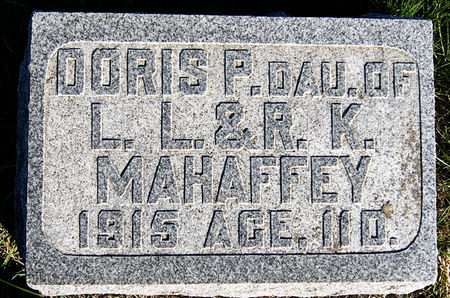 DORIS P. DAU. OF
L. L. & R. K.
MAHAFFEY
1915 AGE. 11 D.